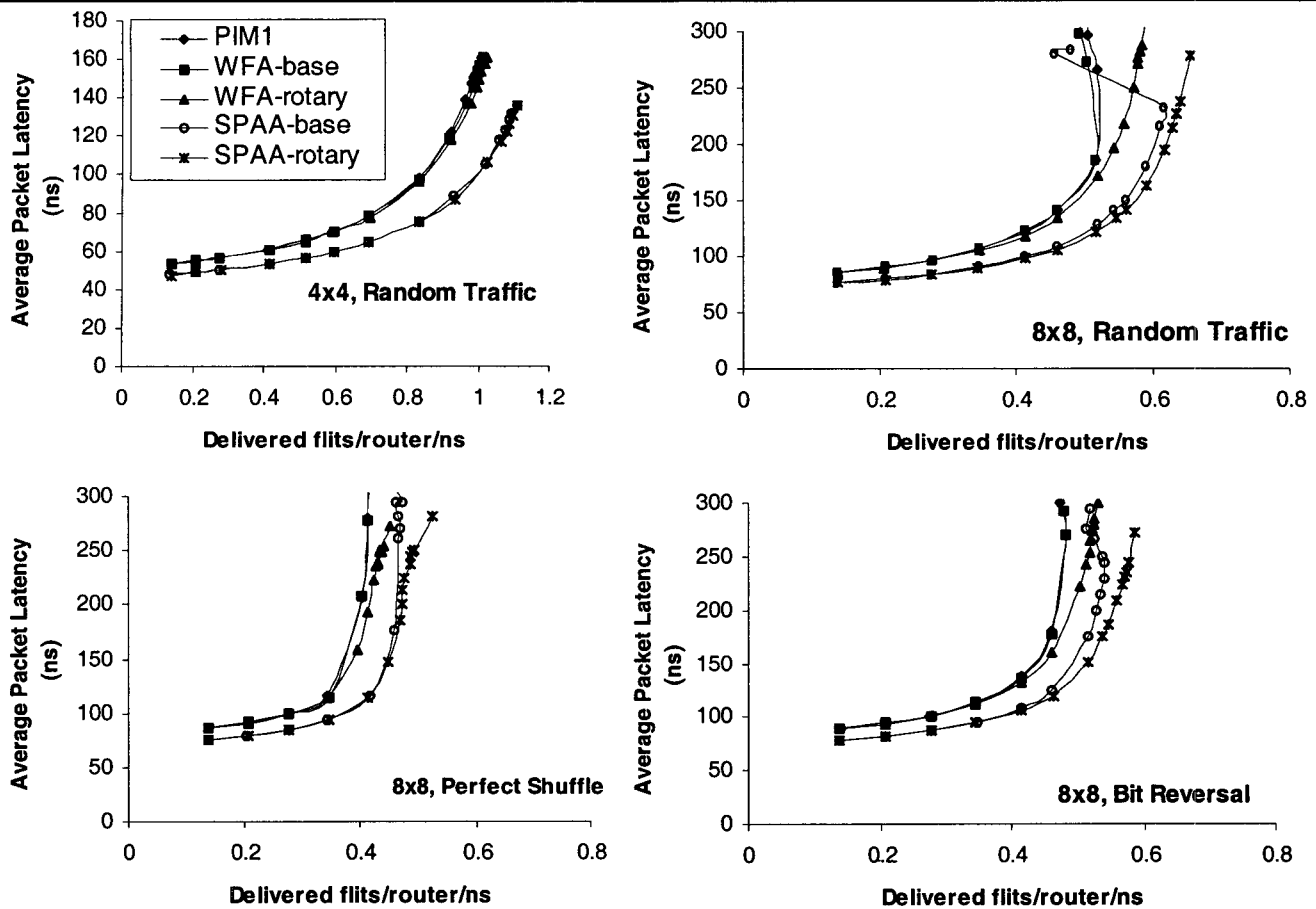 180
160
140
120
100
80
60
40
20
0
Average Packet Latency
(ns)
PIM1
WFA-base
WFA-rotary
SPAA-base
SPAA-rotary
4x4, Random Traffic
0 0.2 0.4 0.6 0.8 1 1.2
Delivered flits/router/ns
300
250
200
150
100
50
0
Average Packet Latency
(ns)
8x8, Random Traffic
0 0.2 0.4 0.6 0.8
Delivered flits/router/ns
300
250
200
150
100
50
0
Average Packet Latency
(ns)
8x8, Perfect Shuffle
0 0.2 0.4 0.6 0.8
Delivered flits/router/ns
300
250
200
150
100
50
0
Average Packet Latency
(ns)
8x8, Bit Reversal
0 0.2 0.4 0.6 0.8
Delivered flits/router/ns